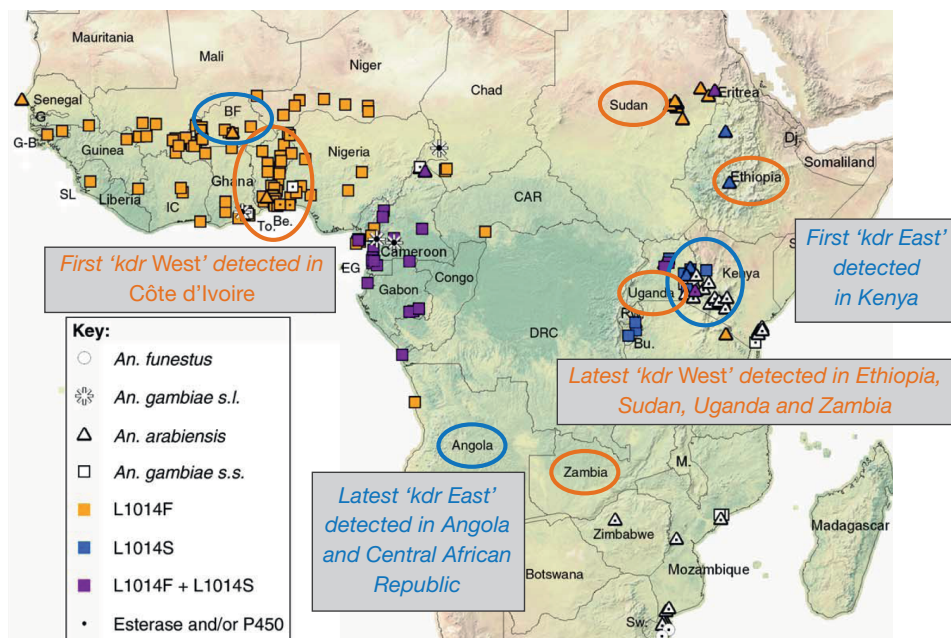 Mauritania
Mali
Niger
Chad
Sudan
Eritrea
Senegal
G
G-B
BF
Dj.
Guinea
Nigeria
Somaliland
Ethiopia
SL
Liberia
IC
Ghana
To.
Be.
CAR
S
First ‘kdr West’ detected in
Côte d’Ivoire
Cameroon
EG
Gabon
Congo
Uganda
Kenya
First ‘kdr East’
detected
in Kenya
R
Bu.
DRC
Key:
An. funestus
An. gambiae s.l.
An. arabiensis
An. gambiae s.s.
L1014F
L1014S
L1014F + L1014S
Esterase and/or P450
Latest ‘kdr West’ detected in Ethiopia,
Sudan, Uganda and Zambia
Angola
Zambia
M.
Latest ‘kdr East’
detected in Angola
and Central African
Republic
Zimbabwe
Madagascar
Mozambique
Botswana
Sw.